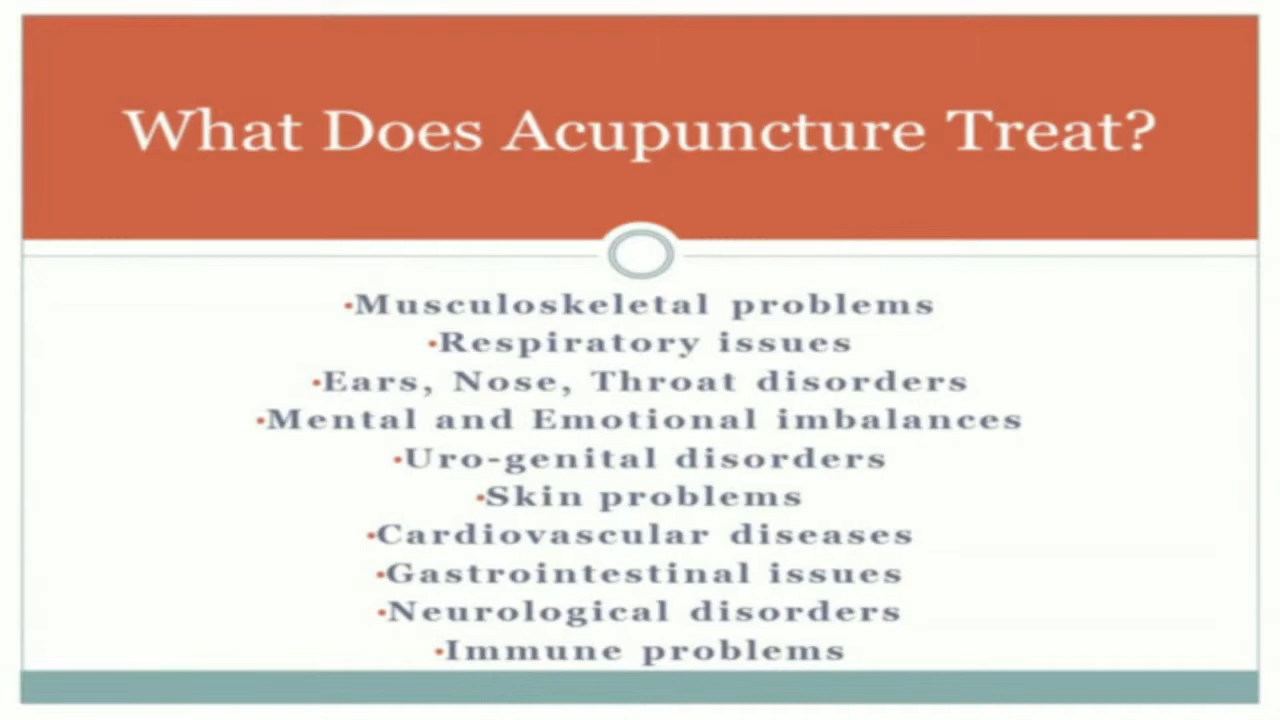 What Does Acupuncture Treat?
•Musculoskeletal problems
•Respiratory issues
•Ears, Nose, Throat disorders
•Mental and Emotional imbalances
•Uro-genital disorders
•Skin problems
•Cardiovascular diseases
•Gastrointestinal issues
•Neurological disorders
•Immune problems